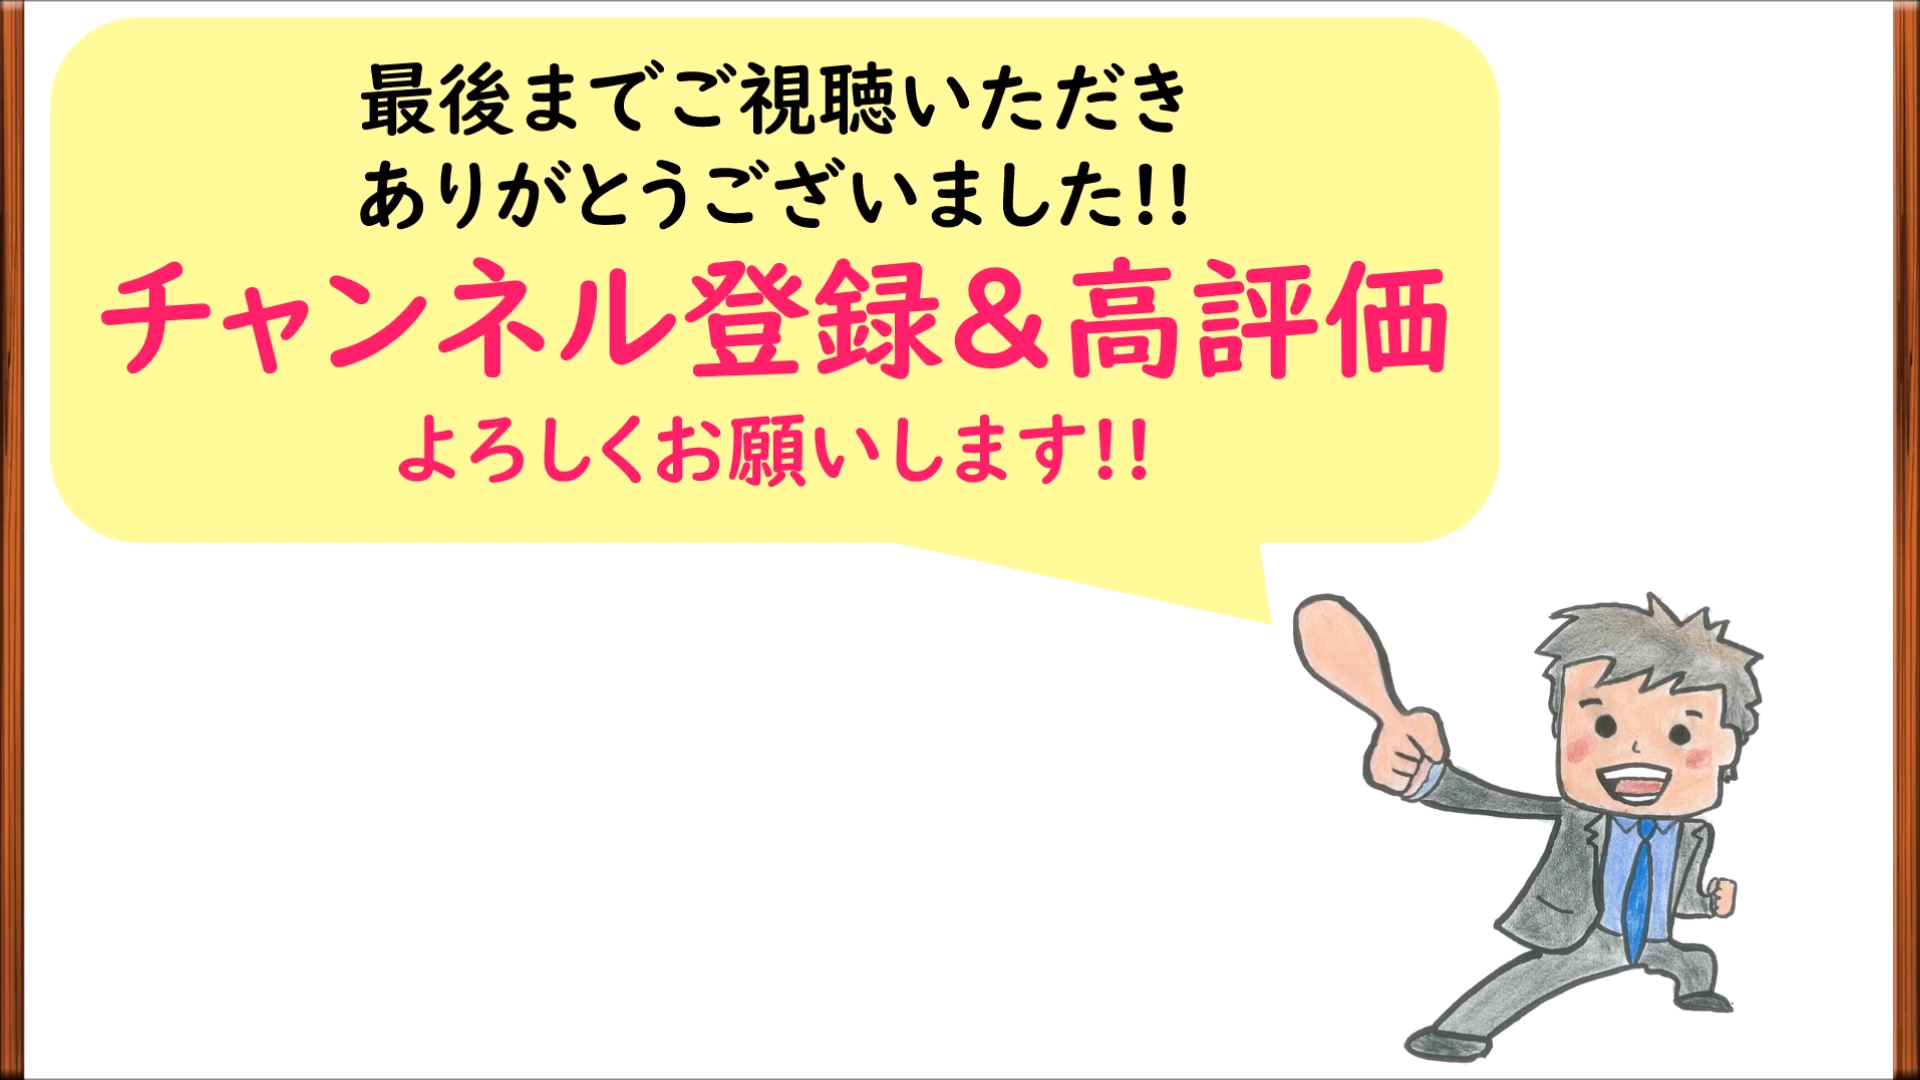 最後までご視聴いただき
ありがとうございました!!
チャンネル登録&高評価
よろしくお願いします!!